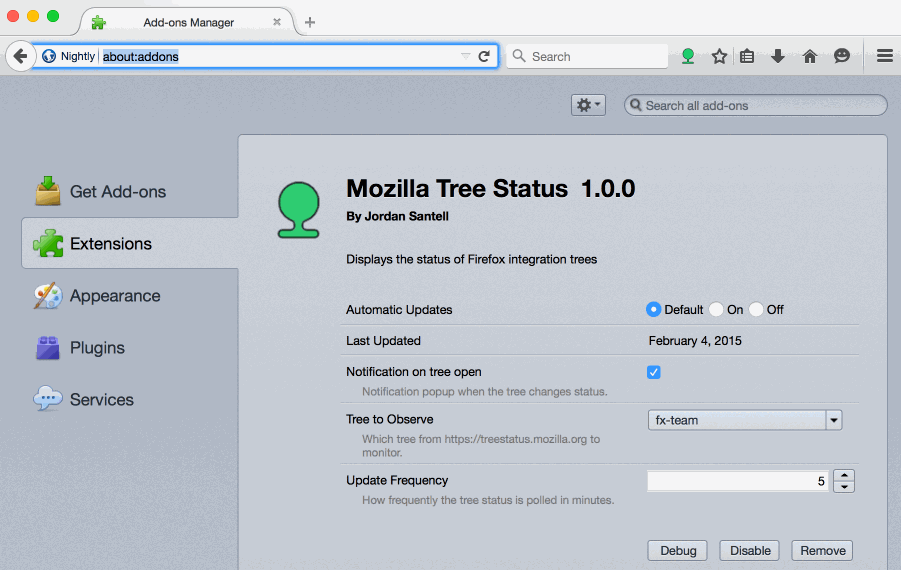 Add-ons Manager
Nightly about:addons
Search
Search all add-ons
Get Add-ons
Extensions
Appearance
Plugins
Services
Mozilla Tree Status 1.0.0
By Jordan Santell
Displays the status of Firefox integration trees
Automatic Updates Default On Off
Last Updated February 4, 2015
Notification on tree open
Notification popup when the tree changes status.
Tree to Observe fx-team
Which tree from https://treestatus.mozilla.org to
monitor.
Update Frequency 5
How frequently the tree status is polled in minutes.
Debug Disable Remove